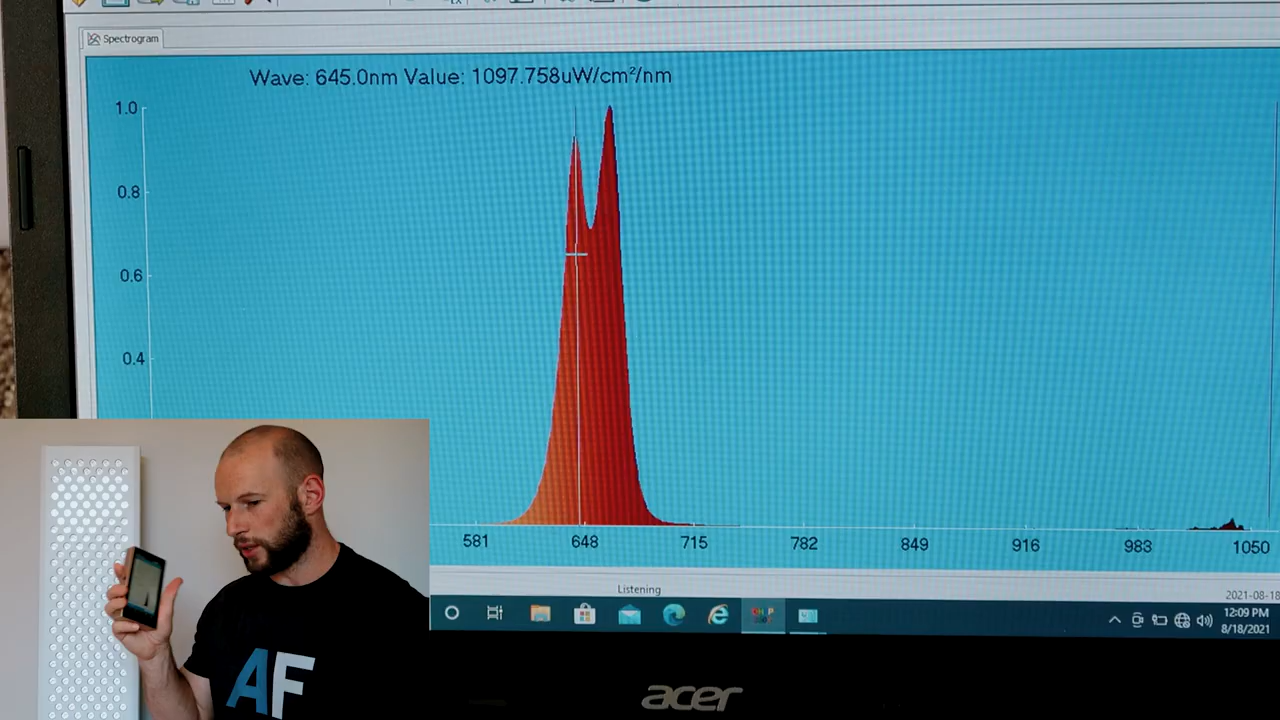 Spectrogram
Wave: 645.0nm Value: 1097.758uW/cm²/nm
1.0
0.8
0.6
0.4
581 648 715 782 849 916 983 1050
Listening
2021-08-18
12:09 PM
8/18/2021
AF
acer